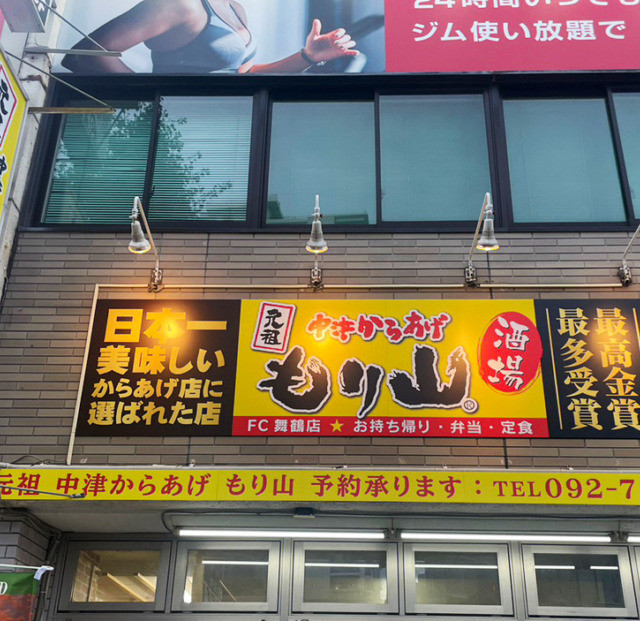 24時間いつでも
ジム使い放題で
日本一
美味しい
からあげ店に
選ばれた店
元祖
中津からあげ
もり山
酒場
FC 舞鶴店 ★ お持ち帰り・弁当・定食
最高金賞
最多受賞
元祖 中津からあげ もり山 予約承ります：TEL092-7